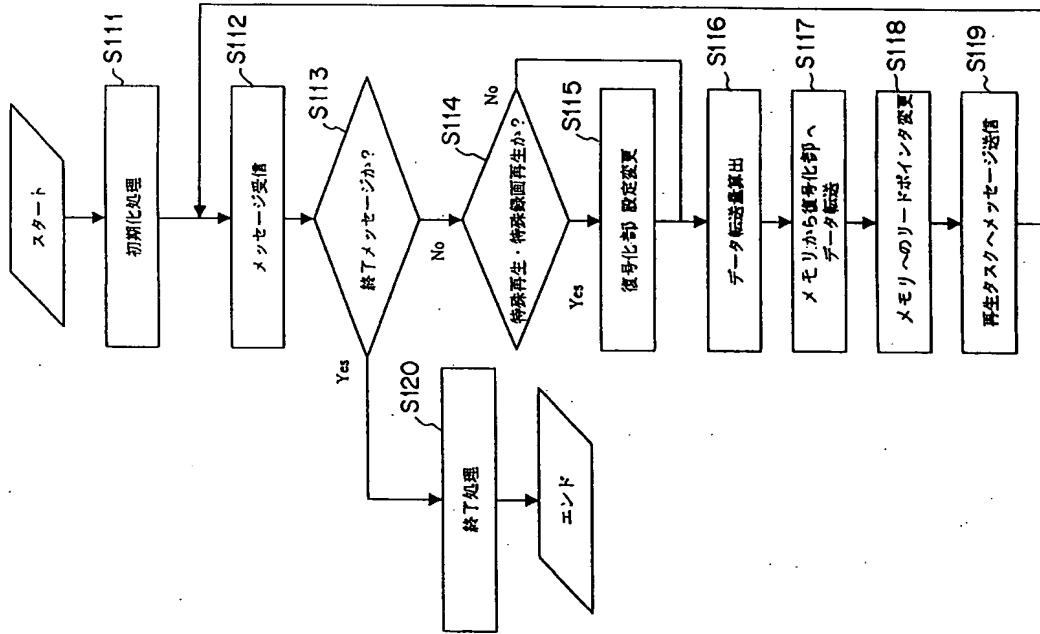 スタート
S111
初期化処理
S112
メッセージ受信
S113
終了メッセージか？
Yes
No
S114
特殊再生・特殊録画再生か？
No
Yes
S115
復号化部 設定変更
S116
データ転送量算出
S117
メモリから復号化部へ
データ転送
S118
メモリへのリードポインタ変更
S119
再生タスクへメッセージ送信
S120
終了処理
エンド